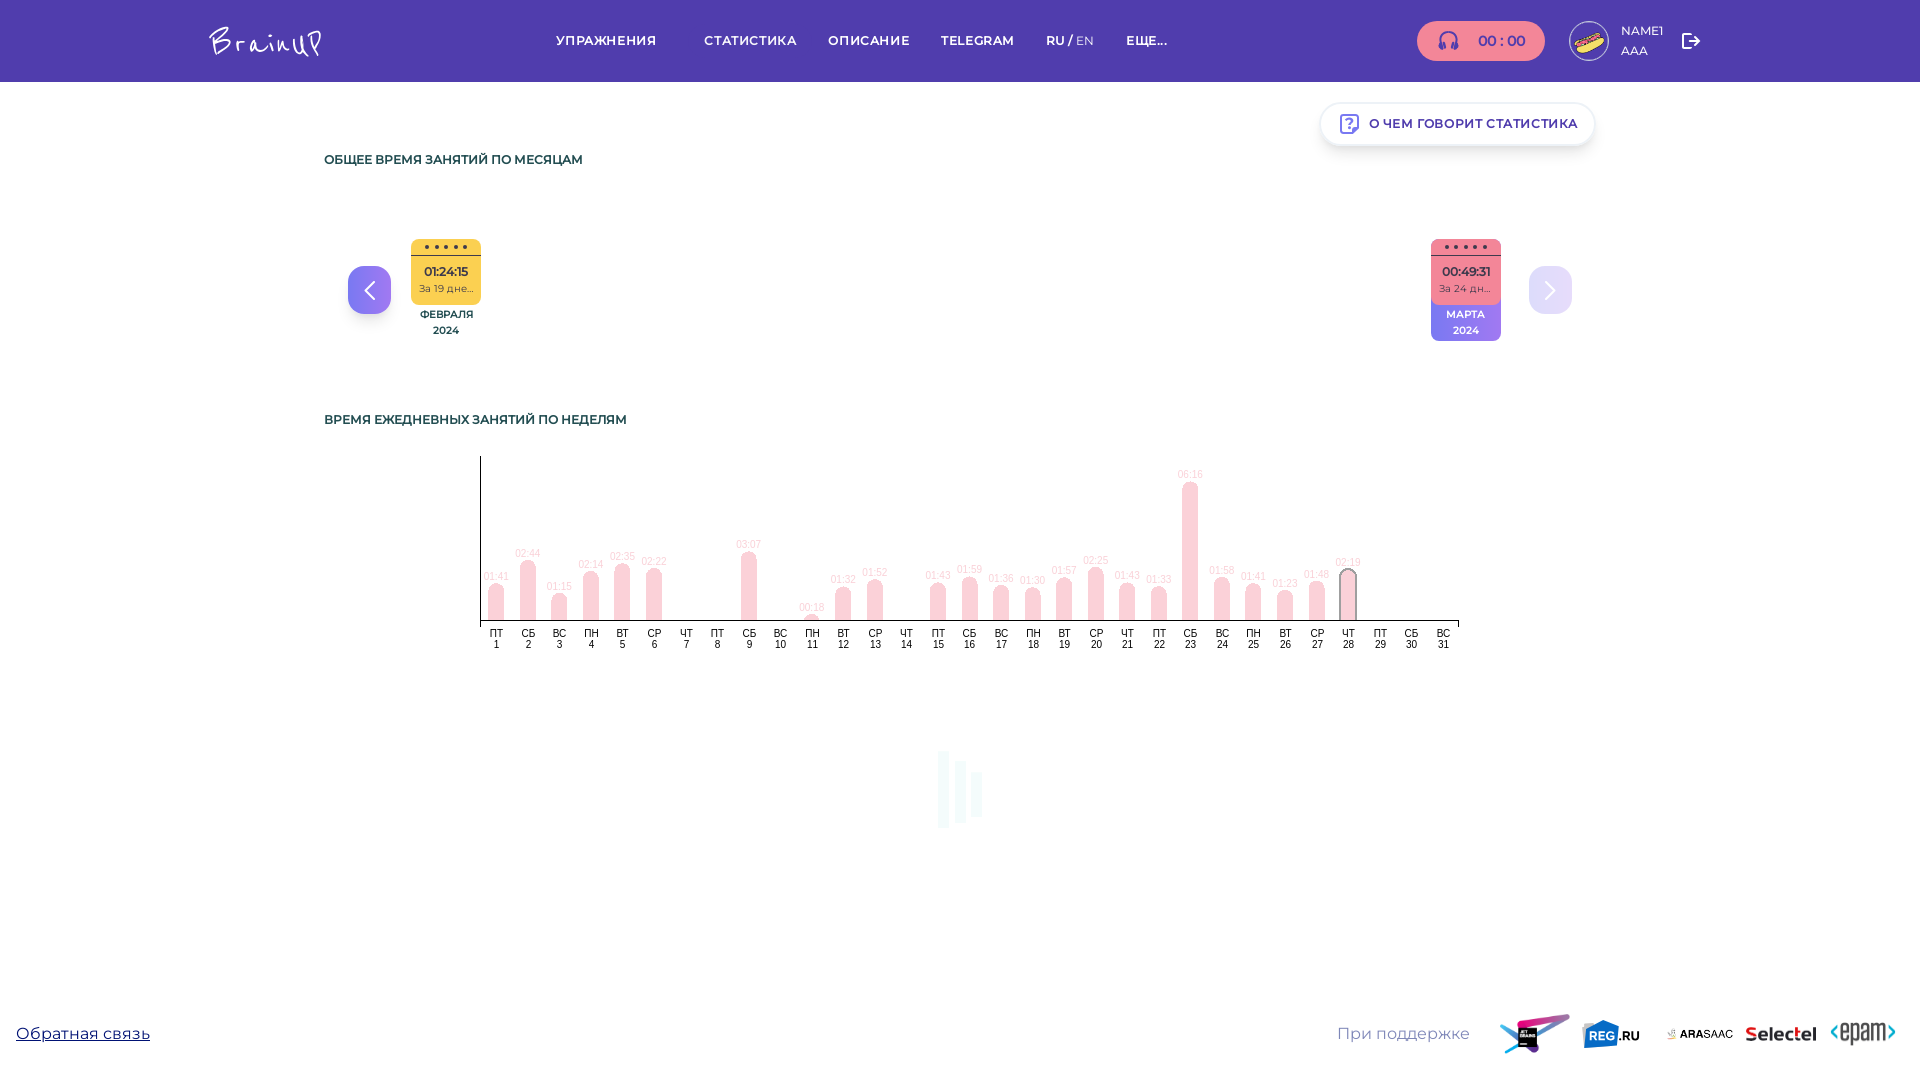 BrainUP
УПРАЖНЕНИЯ
СТАТИСТИКА
ОПИСАНИЕ
TELEGRAM
RU / EN
ЕЩЕ...
00 : 00
NAME1
AAA
О ЧЕМ ГОВОРИТ СТАТИСТИКА
ОБЩЕЕ ВРЕМЯ ЗАНЯТИЙ ПО МЕСЯЦАМ
01:24:15
За 19 дне...
ФЕВРАЛЯ
2024
00:49:31
За 24 дн...
МАРТА
2024
ВРЕМЯ ЕЖЕДНЕВНЫХ ЗАНЯТИЙ ПО НЕДЕЛЯМ
01:41 02:44 01:15 02:14 02:35 02:22 03:07 00:18 01:32 01:52 01:43 01:59 01:36 01:30 01:57 02:25 01:43 01:33 06:16 01:58 01:41 01:23 01:48 02:19
ПТ СБ ВС ПН ВТ СР ЧТ ПТ СБ ВС ПН ВТ СР ЧТ ПТ СБ ВС ПН ВТ СР ЧТ ПТ СБ ВС ПН ВТ СР ЧТ ПТ СБ ВС
1 2 3 4 5 6 7 8 9 10 11 12 13 14 15 16 17 18 19 20 21 22 23 24 25 26 27 28 29 30 31
Обратная связь
При поддержке
JET
BRAINS
REG.RU
ARASAAC
Selectel
<epam>